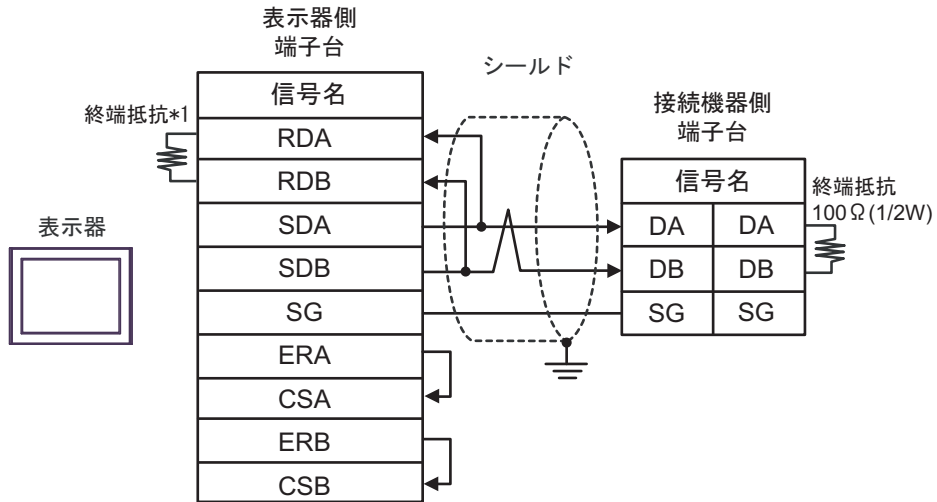 表示器側
端子台
シールド
接続機器側
端子台
終端抵抗*1
信号名
RDA
RDB
SDA
SDB
SG
ERA
CSA
ERB
CSB
表示器
信号名
DA DA
DB DB
SG SG
終端抵抗
100Ω(1/2W)